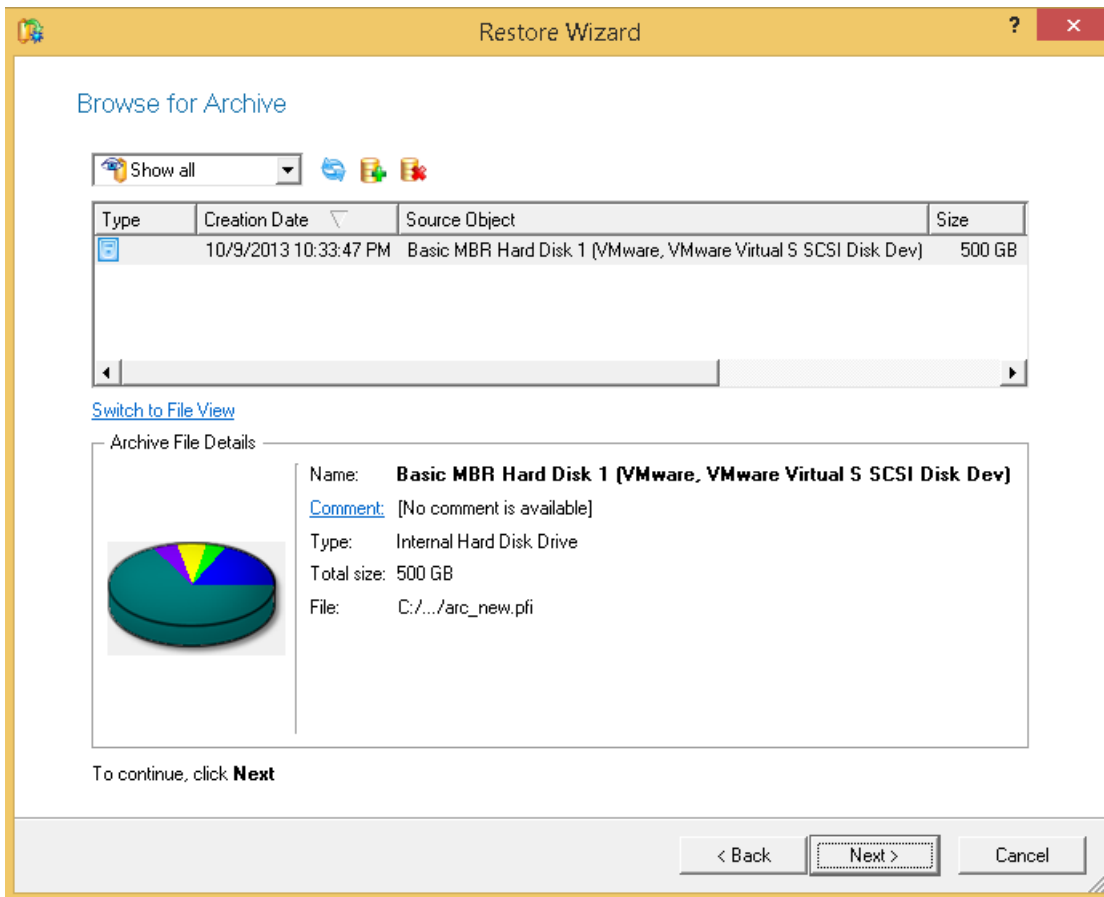 Restore Wizard
?
Browse for Archive
Show all
Type Creation Date Source Object Size
10/9/2013 10:33:47 PM Basic MBR Hard Disk 1 (VMware, VMware Virtual S SCSI Disk Dev) 500 GB
Switch to File View
Archive File Details
Name: Basic MBR Hard Disk 1 (VMware, VMware Virtual S SCSI Disk Dev)
Comment: [No comment is available]
Type: Internal Hard Disk Drive
Total size: 500 GB
File: C:/.../arc_new.pfi
To continue, click Next
< Back Next > Cancel